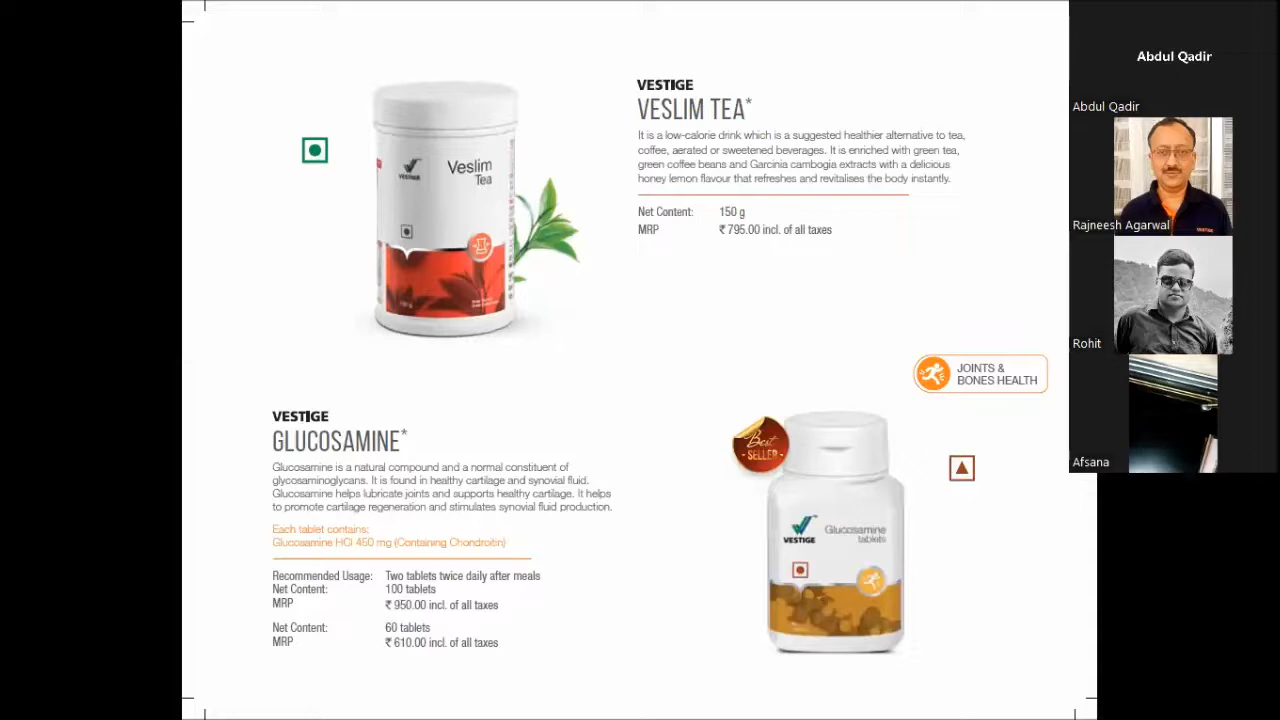 VESTIGE
VESLIM TEA*
It is a low-calorie drink which is a suggested healthier alternative to tea,
coffee, aerated or sweetened beverages. It is enriched with green tea,
green coffee beans and Garcinia cambogia extracts with a delicious
honey lemon flavour that refreshes and revitalises the body instantly.
Net Content: 150 g
MRP ₹ 795.00 incl. of all taxes
VESTIGE
Veslim
Tea
JOINTS &
BONES HEALTH
VESTIGE
GLUCOSAMINE*
Glucosamine is a natural compound and a normal constituent of
glycosaminoglycans. It is found in healthy cartilage and synovial fluid.
Glucosamine helps lubricate joints and supports healthy cartilage. It helps
to promote cartilage regeneration and stimulates synovial fluid production.
Each tablet contains:
Glucosamine HCl 450 mg (Containing Chondroitin)
Recommended Usage: Two tablets twice daily after meals
Net Content: 100 tablets
MRP ₹ 950.00 incl. of all taxes
Net Content: 60 tablets
MRP ₹ 610.00 incl. of all taxes
Best
SELLER
VESTIGE
Glucosamine
tablets
Abdul Qadir
Abdul Qadir
Rajneesh Agarwal
Rohit
Afsana